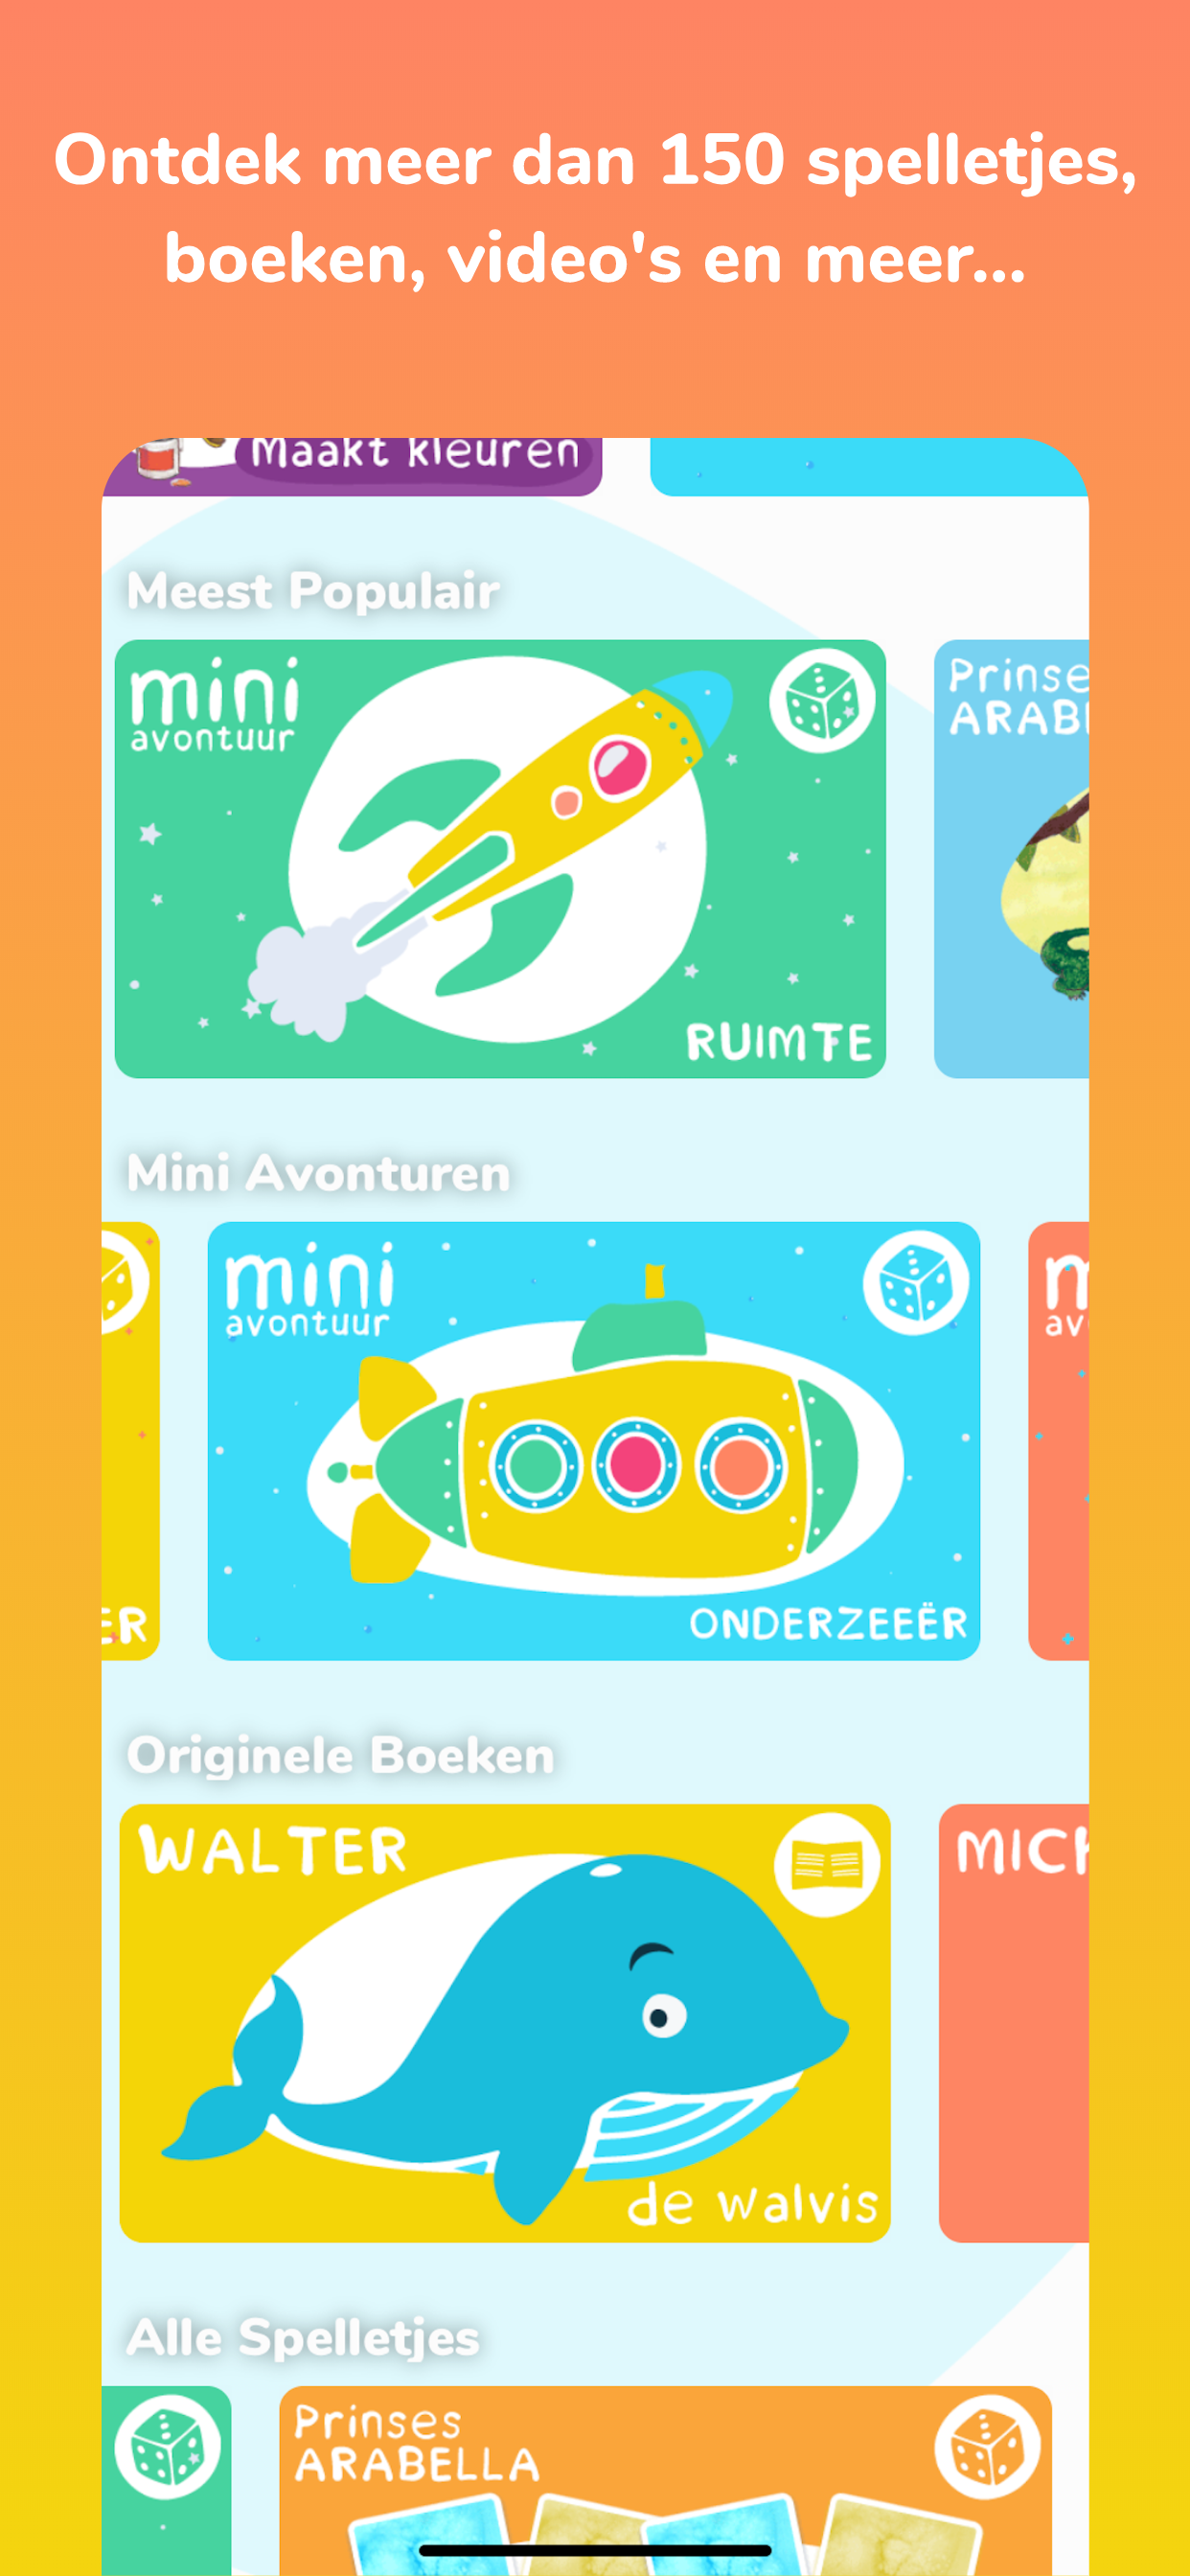 Ontdek meer dan 150 spelletjes,
boeken, video's en meer...
Maakt kleuren
Meest Populair
mini
avontuur
RUIMTE
Prinse
ARAB
Mini Avonturen
ER
mini
avontuur
ONDERZEEËR
m
av
Originele Boeken
WALTER
de walvis
MICH
Alle Spelletjes
Prinses
ARABELLA